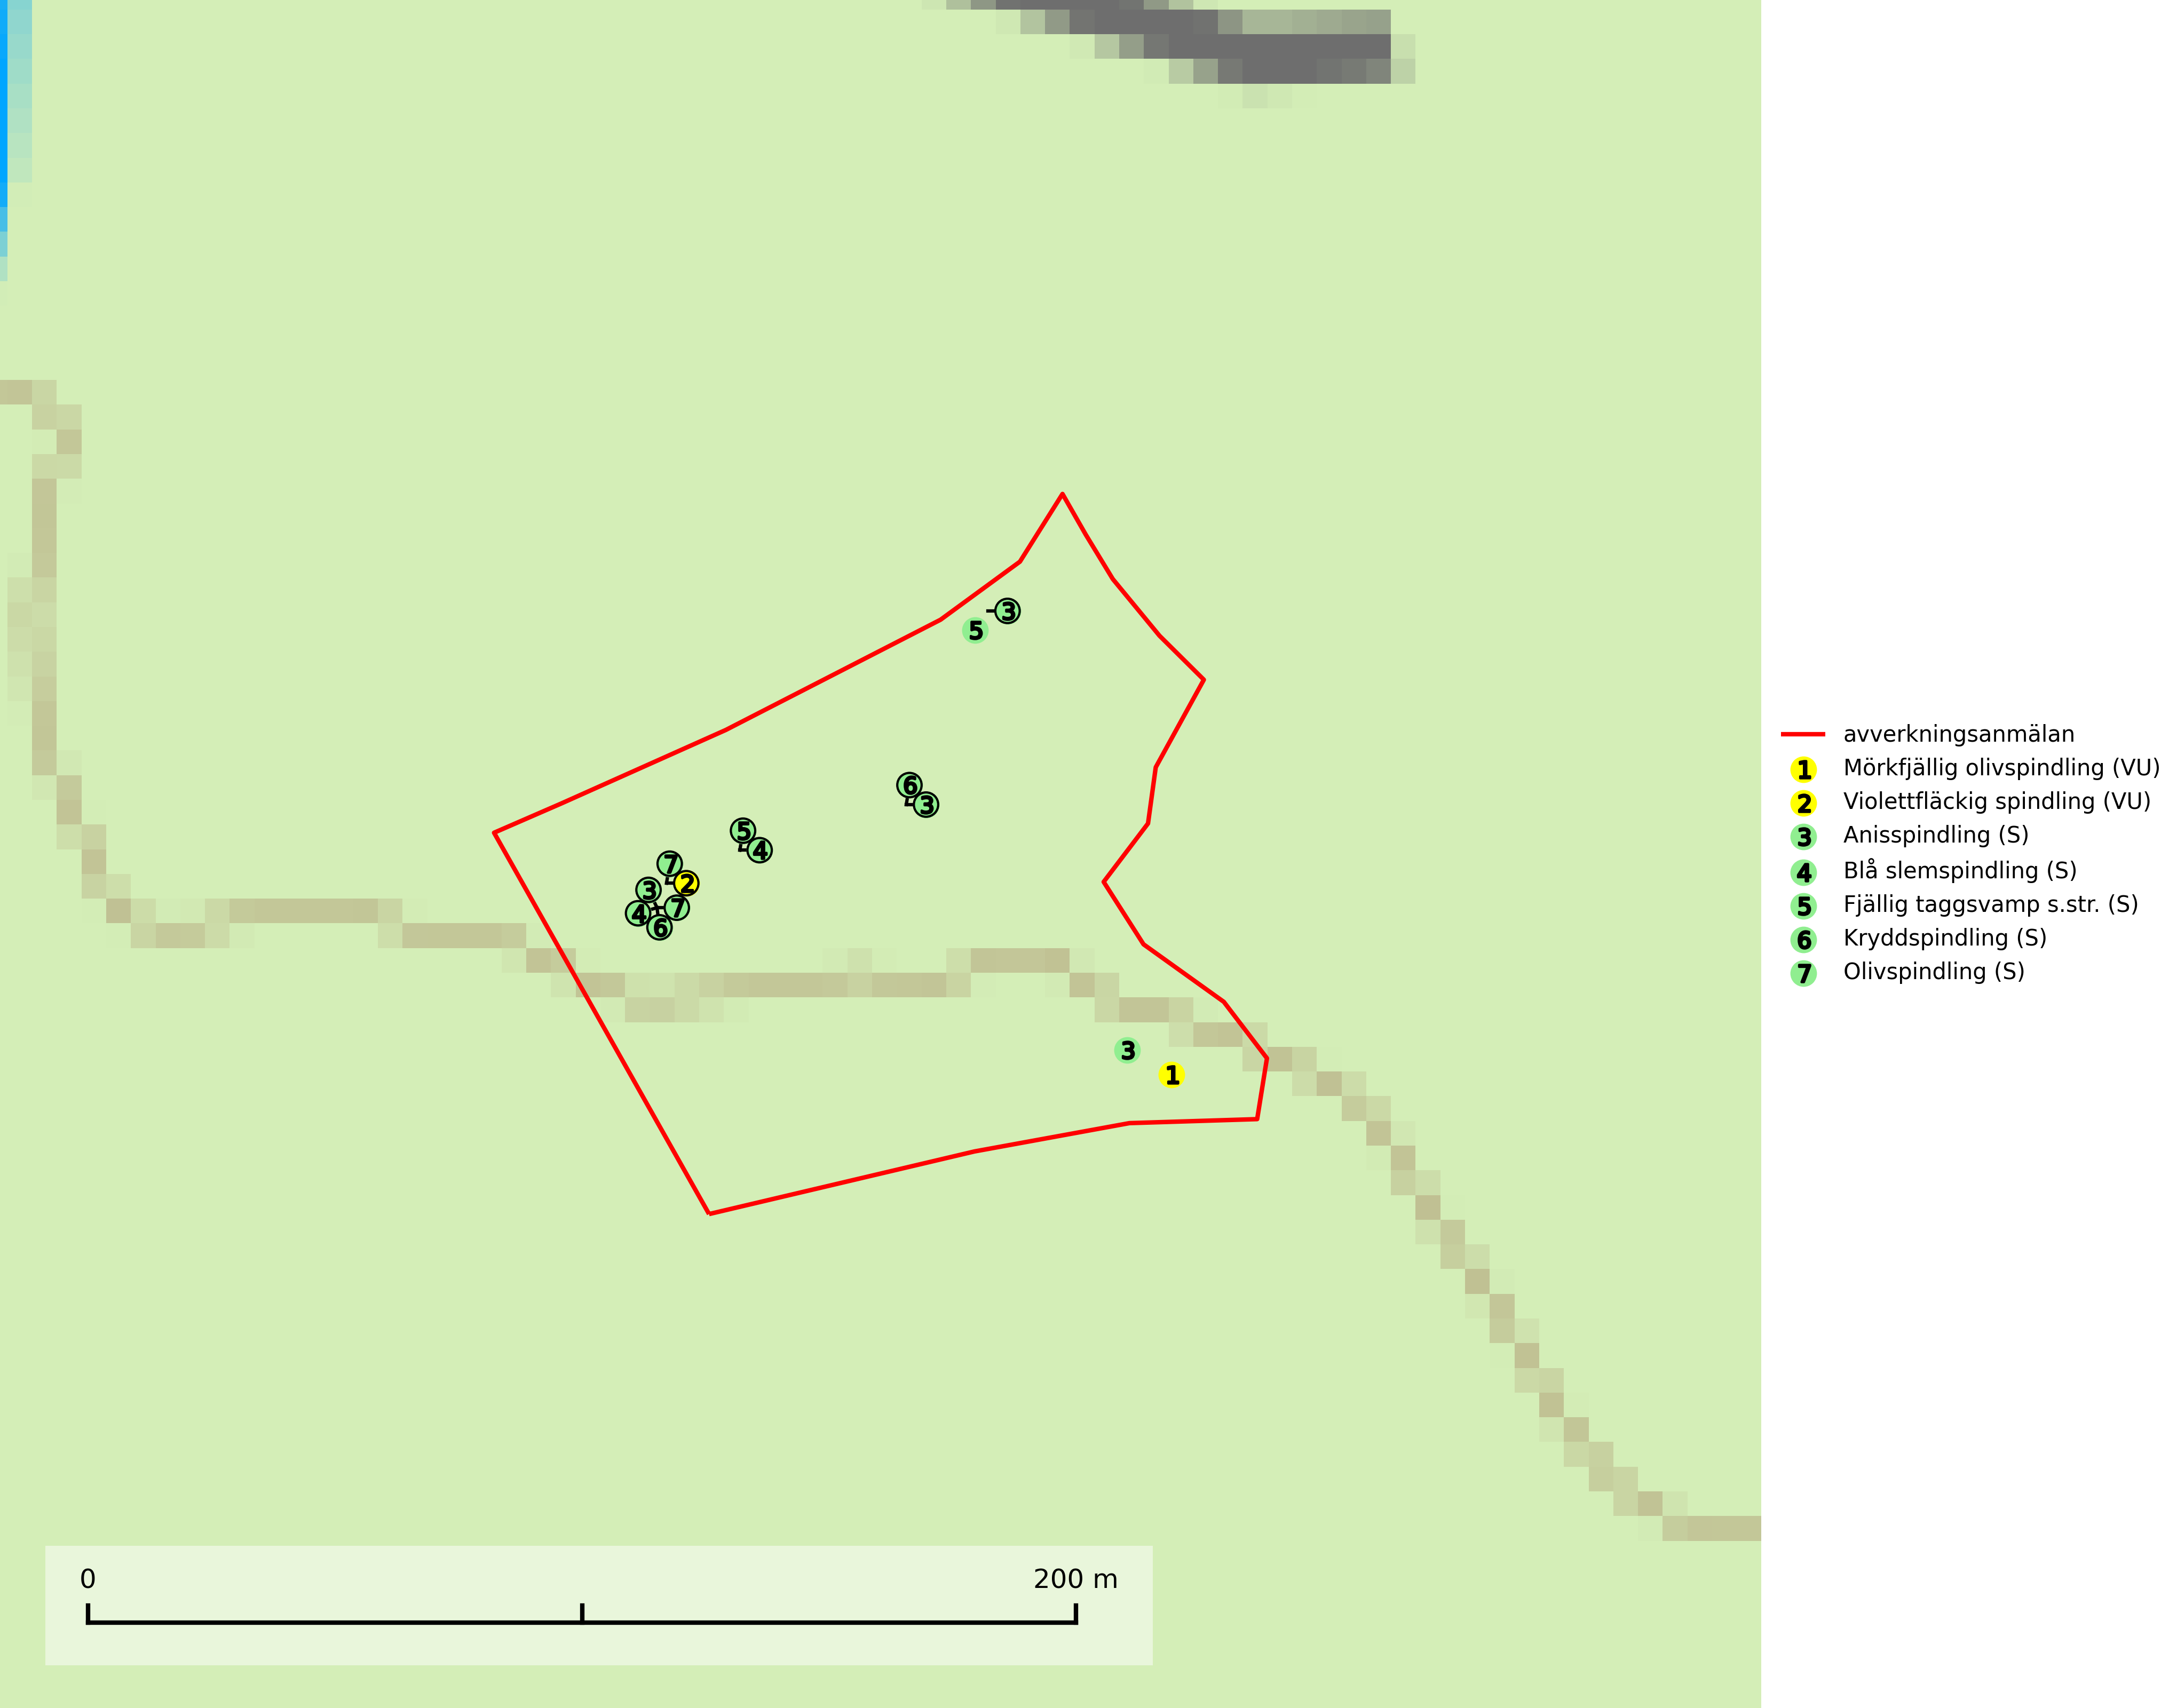 3
5
6
3
5
4
7
2
3
7
4
6
3
1
0 200 m
avverkningsanmälan
1 Mörkfjällig olivspindling (VU)
2 Violettfläckig spindling (VU)
3 Anisspindling (S)
4 Blå slemspindling (S)
5 Fjällig taggsvamp s.str. (S)
6 Kryddspindling (S)
7 Olivspindling (S)